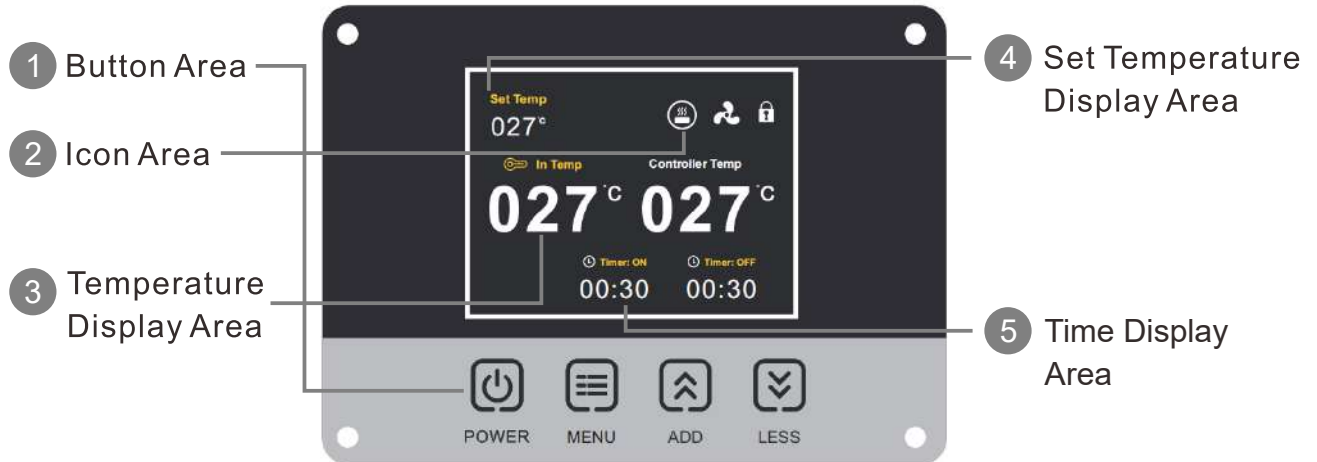 1 Button Area
2 Icon Area
3 Temperature
Display Area
Set Temp
027°
In Temp
Controller Temp
027°C
027°C
Timer: ON
Timer: OFF
00:30
00:30
POWER
MENU
ADD
LESS
4 Set Temperature
Display Area
5 Time Display
Area